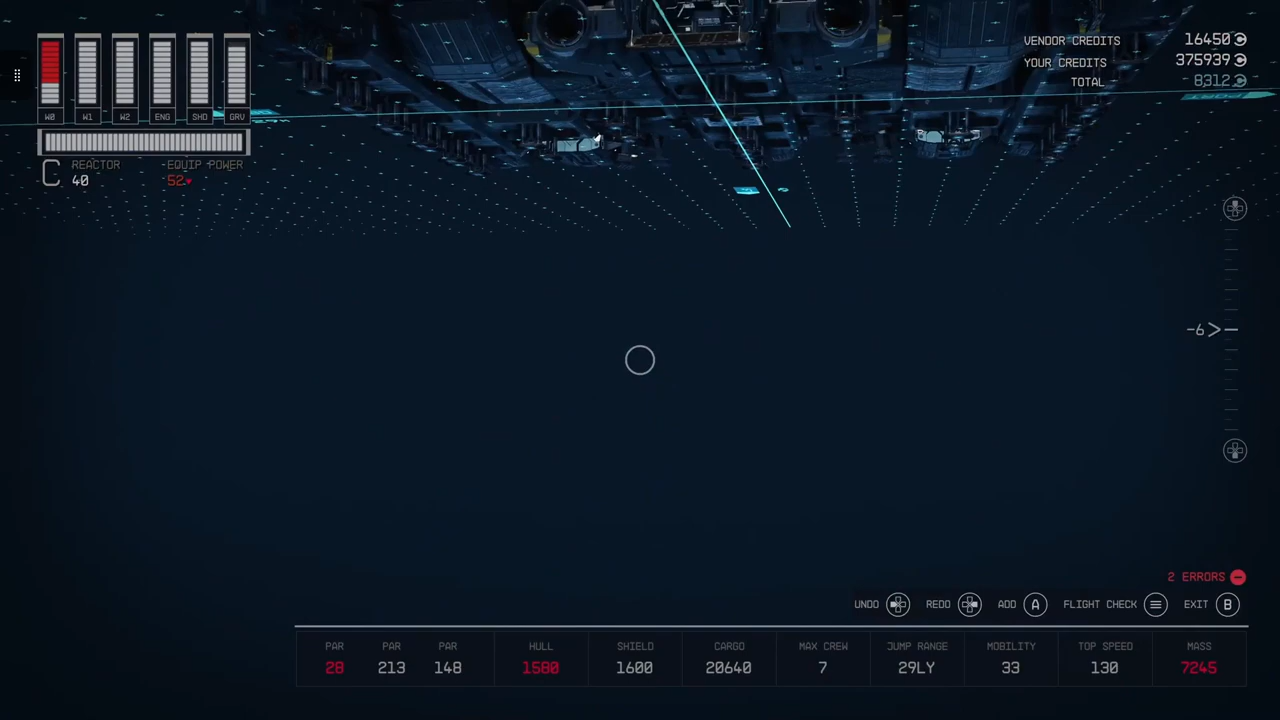 VENDOR CREDITS 16450
YOUR CREDITS 375939
TOTAL 8312
W0 W1 W2 ENG SHD GRV
C REACTOR 40 EQUIP POWER 52
-6
2 ERRORS
UNDO REDO ADD A FLIGHT CHECK EXIT B
PAR PAR PAR HULL SHIELD CARGO MAX CREW JUMP RANGE MOBILITY TOP SPEED MASS
28 213 148 1580 1600 20640 7 29LY 33 130 7245